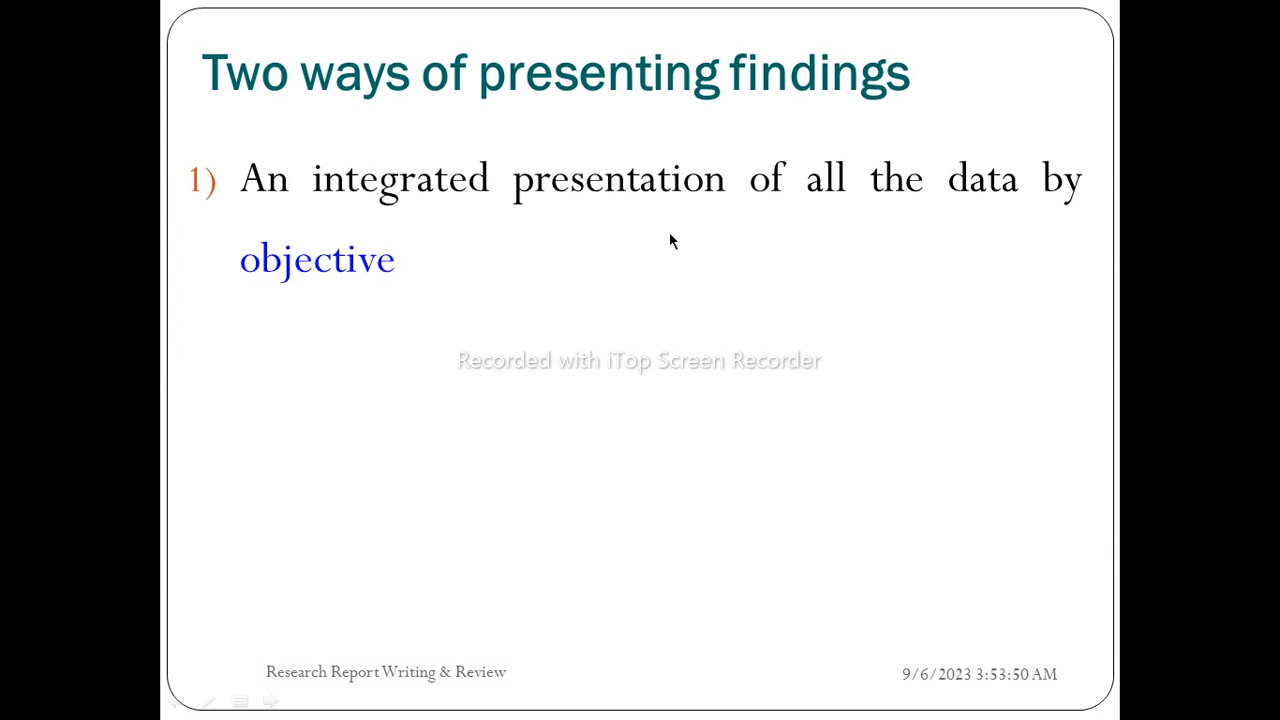 Two ways of presenting findings
1) An integrated presentation of all the data by
objective
Recorded with iTop Screen Recorder
Research Report Writing & Review
9/6/2023 3:53:50 AM